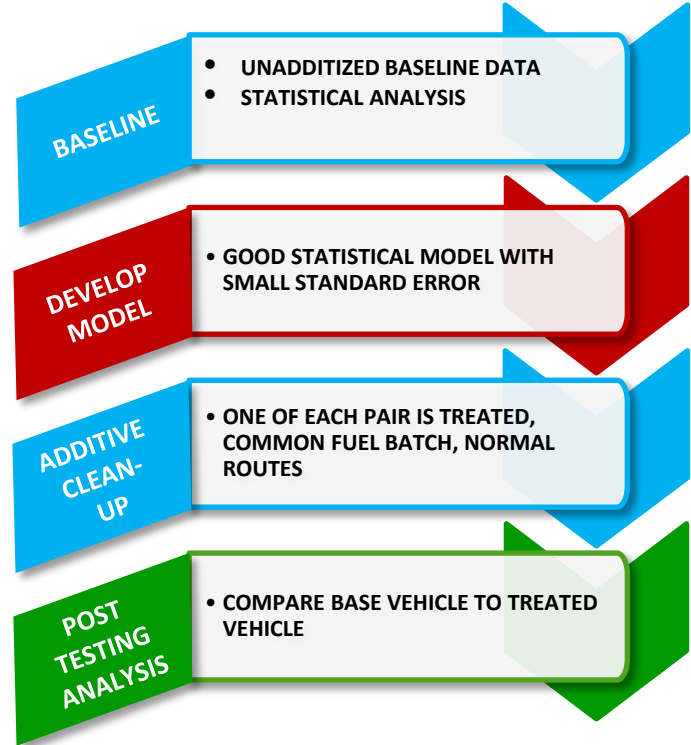 BASELINE
• UNADDITIZED BASELINE DATA
• STATISTICAL ANALYSIS
DEVELOP
MODEL
• GOOD STATISTICAL MODEL WITH
SMALL STANDARD ERROR
ADDITIVE
CLEAN-
UP
• ONE OF EACH PAIR IS TREATED,
COMMON FUEL BATCH, NORMAL
ROUTES
POST
TESTING
ANALYSIS
• COMPARE BASE VEHICLE TO TREATED
VEHICLE